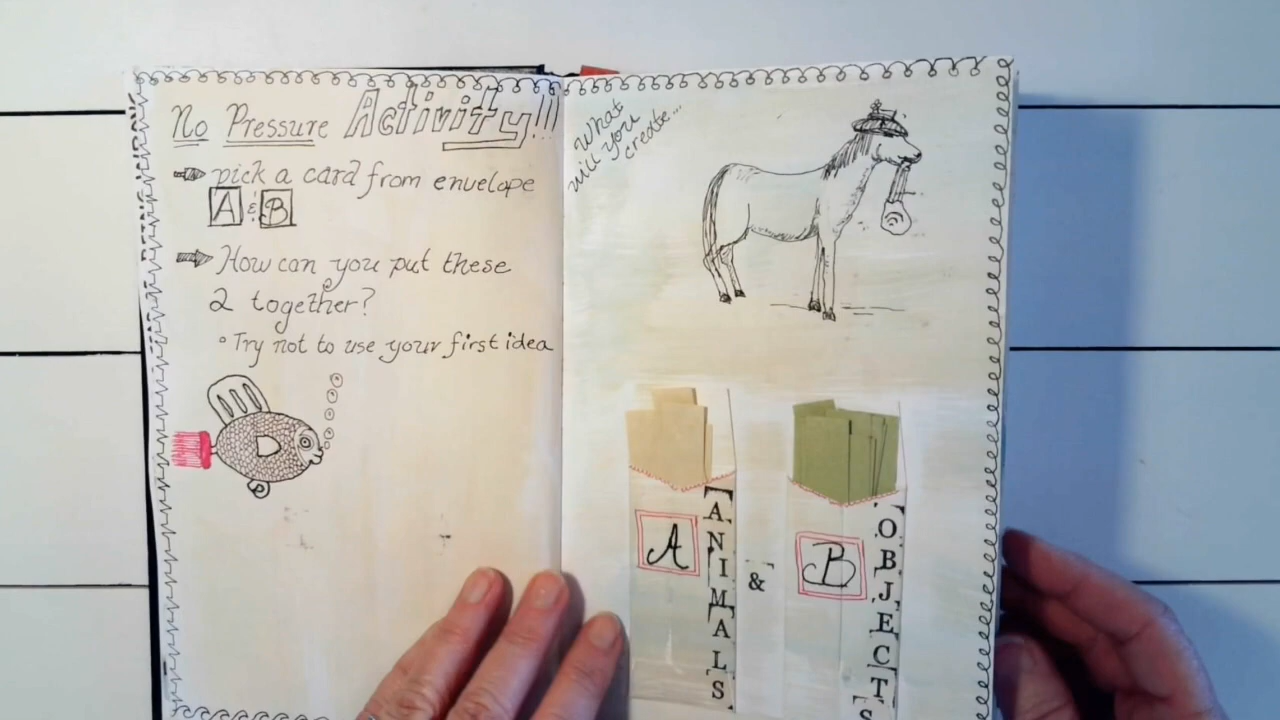 No Pressure Activity!!!
pick a card from envelope
A & B
How can you put these
2 together?
Try not to use your first idea
What
will you
create...
A
ANIMALS
&
B
OBJECTS